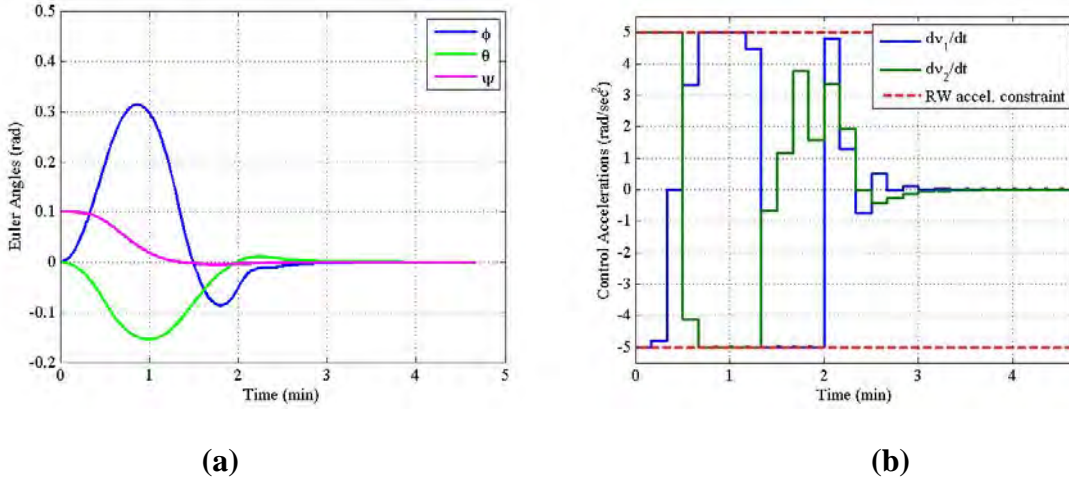 0.5
0.4
0.3
0.2
0.1
0
-0.1
-0.2
0 1 2 3 4 5
Euler Angles (rad)
Time (min)
ϕ
θ
Ψ
(a)
5
4
3
2
1
0
-1
-2
-3
-4
-5
0 1 2 3 4
Control Accelerations (rad/sec²)
Time (min)
dν₁/dt
dν₂/dt
RW accel. constraint
(b)